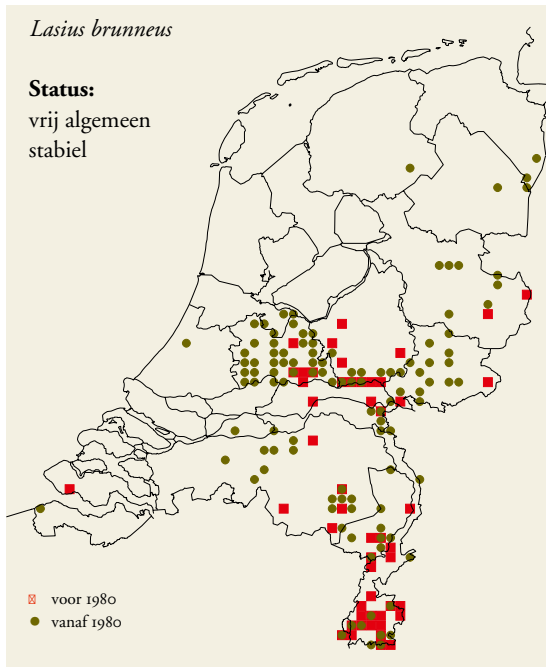 Lasius brunneus
Status:
vrij algemeen
stabiel
voor 1980
vanaf 1980